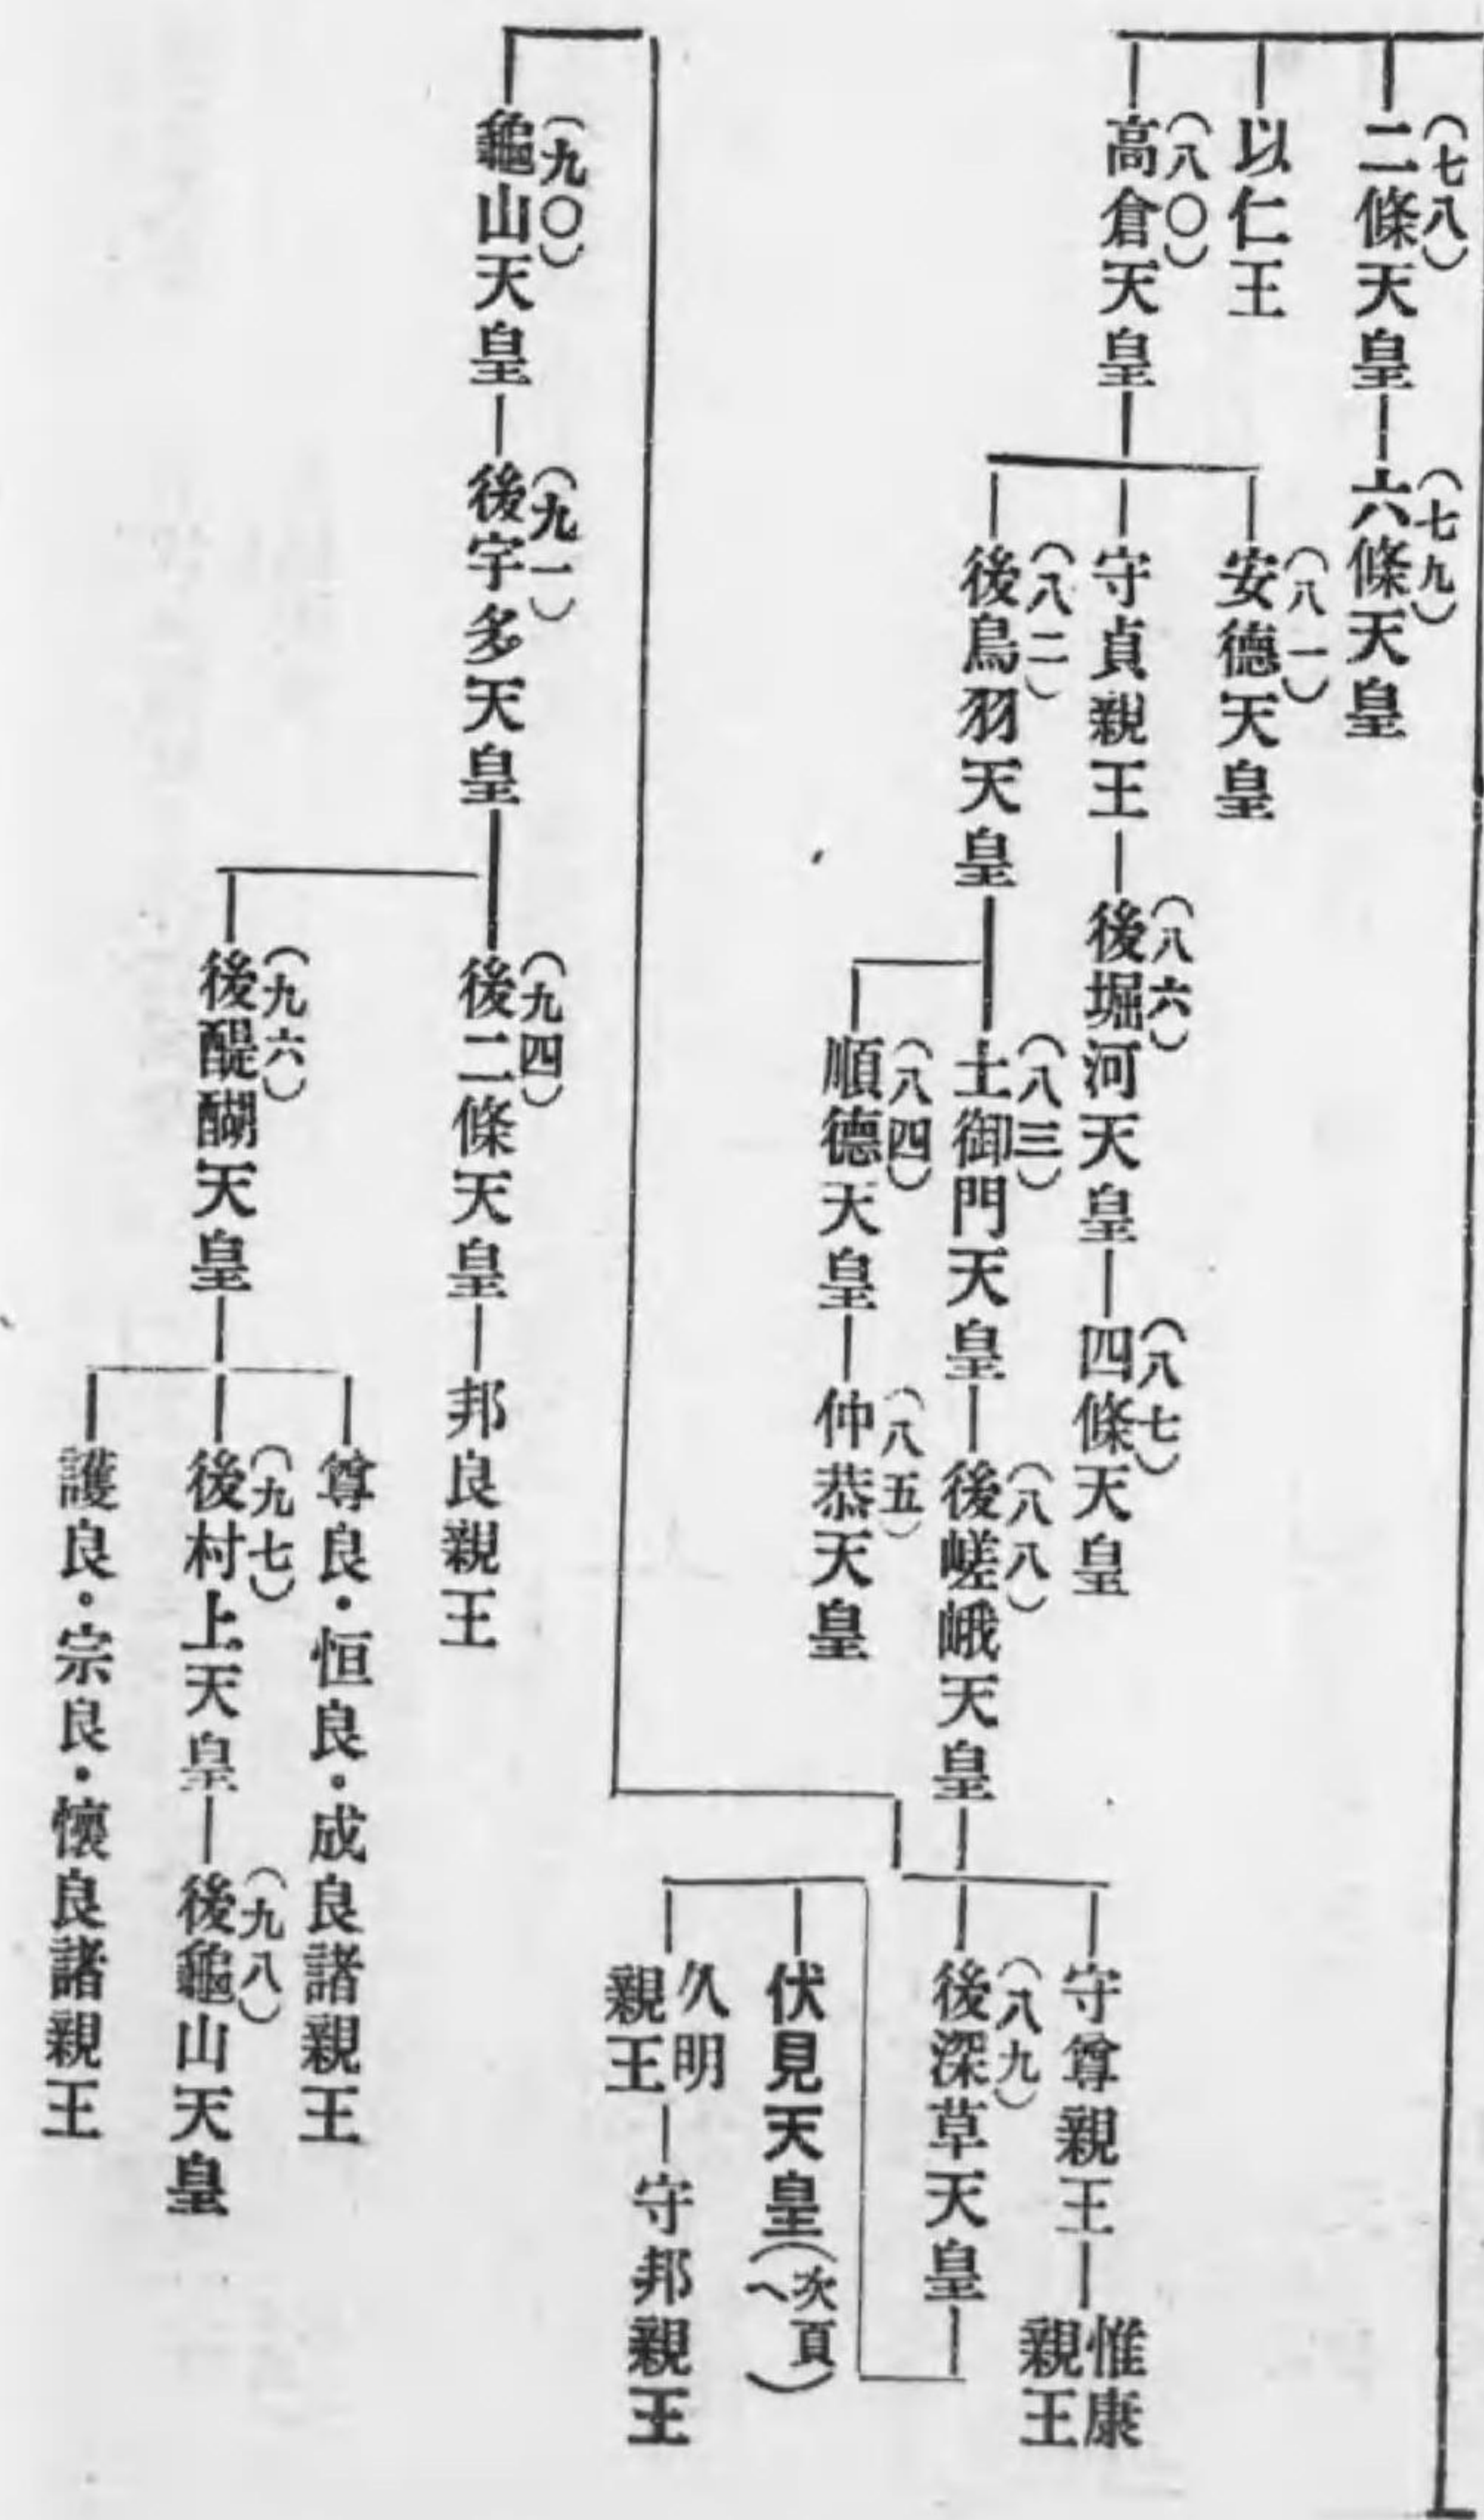 (七八)
二條天皇
(七九)
六條天皇
以仁王
(八〇)
高倉天皇
(八一)
安德天皇
守貞親王
(八六)
後堀河天皇
(八七)
四條天皇
(八二)
後鳥羽天皇
(八三)
土御門天皇
(八八)
後嵯峨天皇
(八四)
順德天皇
(八五)
仲恭天皇
守尊親王
惟康
親王
(八九)
後深草天皇
伏見天皇(次頁へ)
久明
親王
守邦親王
(九〇)
龜山天皇
(九一)
後宇多天皇
(九四)
後二條天皇
邦良親王
(九六)
後醍醐天皇
尊良・恒良・成良諸親王
(九七)
後村上天皇
(九八)
後龜山天皇
護良・宗良・懷良諸親王